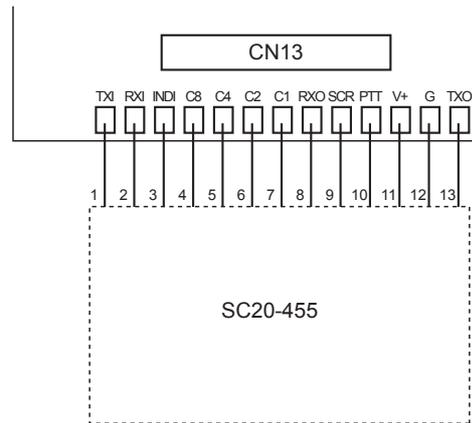 CN13
TXI RXI INDI C8 C4 C2 C1 RXO SCR PTT V+ G TXO
1 2 3 4 5 6 7 8 9 10 11 12 13
SC20-455